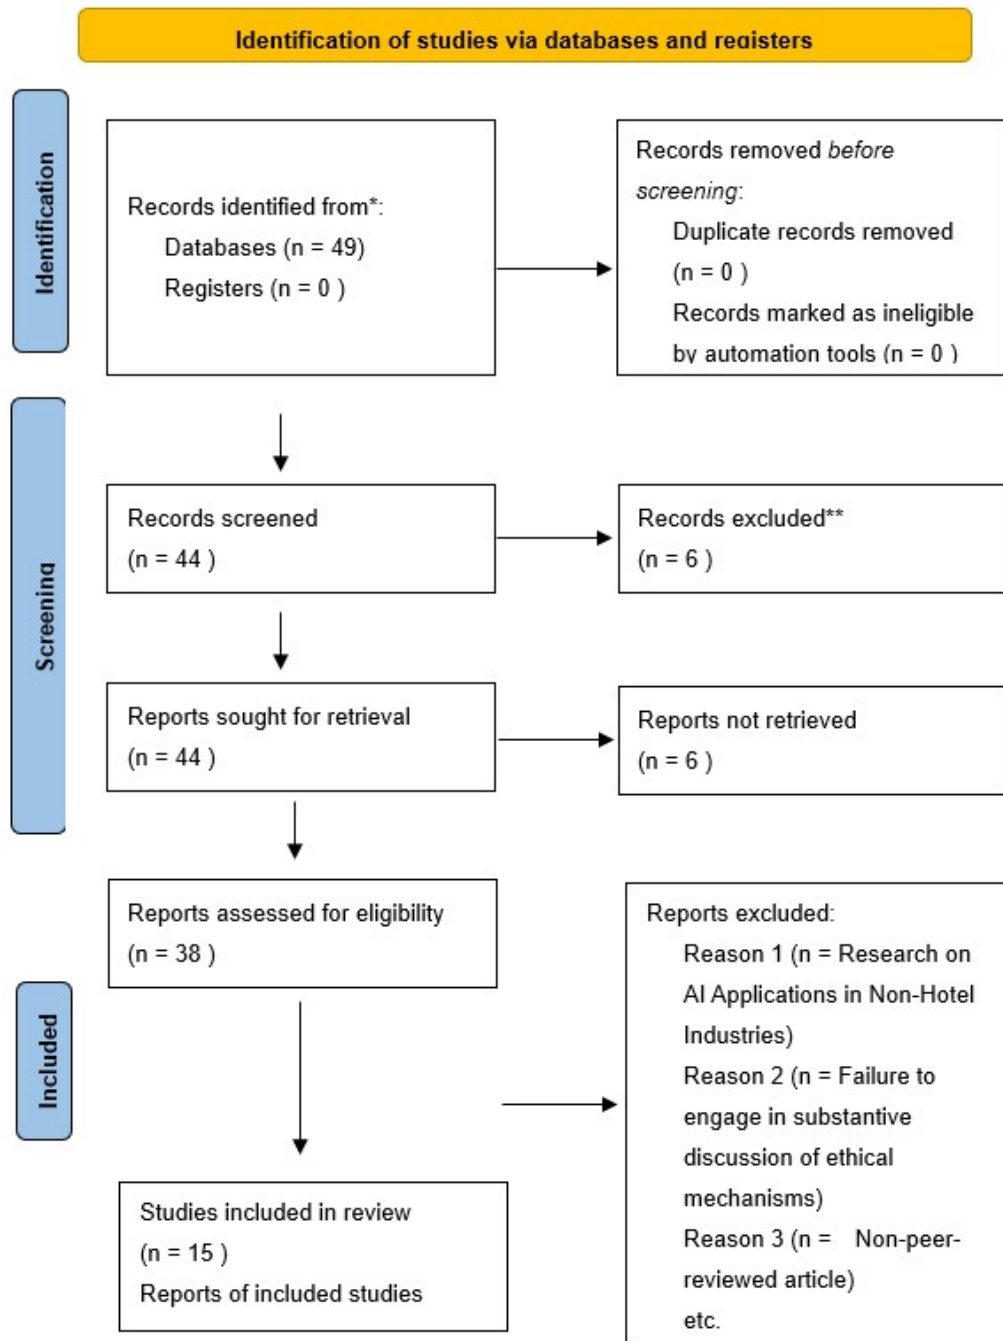 Identification of studies via databases and registers
Identification
Records identified from*:
Databases (n = 49)
Registers (n = 0 )
Records removed before
screening:
Duplicate records removed
(n = 0 )
Records marked as ineligible
by automation tools (n = 0 )
Screening
Records screened
(n = 44 )
Records excluded**
(n = 6 )
Reports sought for retrieval
(n = 44 )
Reports not retrieved
(n = 6 )
Reports assessed for eligibility
(n = 38 )
Reports excluded:
Reason 1 (n = Research on
AI Applications in Non-Hotel
Industries)
Reason 2 (n = Failure to
engage in substantive
discussion of ethical
mechanisms)
Reason 3 (n = Non-peer-
reviewed article)
etc.
Included
Studies included in review
(n = 15 )
Reports of included studies